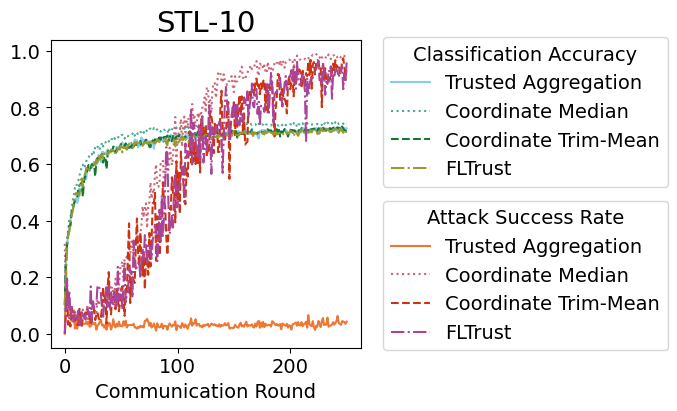 STL-10
1.0
0.8
0.6
0.4
0.2
0.0
0
100
200
Communication Round
Classification Accuracy
Trusted Aggregation
Coordinate Median
Coordinate Trim-Mean
FLTrust
Attack Success Rate
Trusted Aggregation
Coordinate Median
Coordinate Trim-Mean
FLTrust